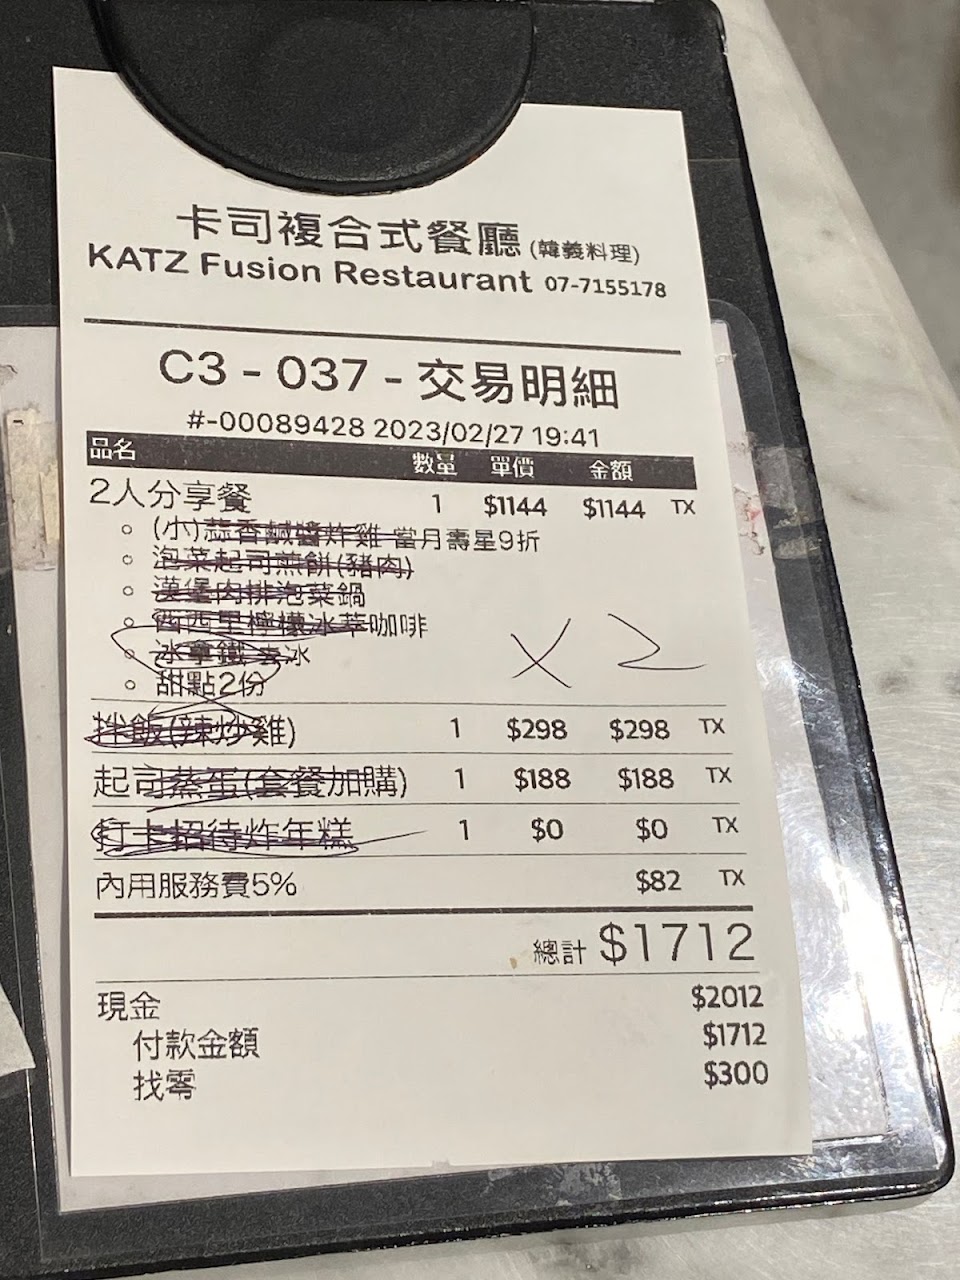 卡司複合式餐廳(韓義料理)
KATZ Fusion Restaurant 07-7155178
C3 - 037 - 交易明細
#-00089428 2023/02/27 19:41
品名 數量 單價 金額
2人分享餐 1 $1144 $1144 TX
(小)蒜香鹹醬炸雞 當月壽星9折
泡菜起司煎餅(豬肉)
漢堡肉排泡菜鍋
西西里檸檬冰萃咖啡
冰拿鐵 去冰
甜點2份
X 2
拌飯(辣炒雞) 1 $298 $298 TX
起司蒸蛋(套餐加購) 1 $188 $188 TX
打卡招待炸年糕 1 $0 $0 TX
內用服務費5% $82 TX
總計 $1712
現金 $2012
付款金額 $1712
找零 $300